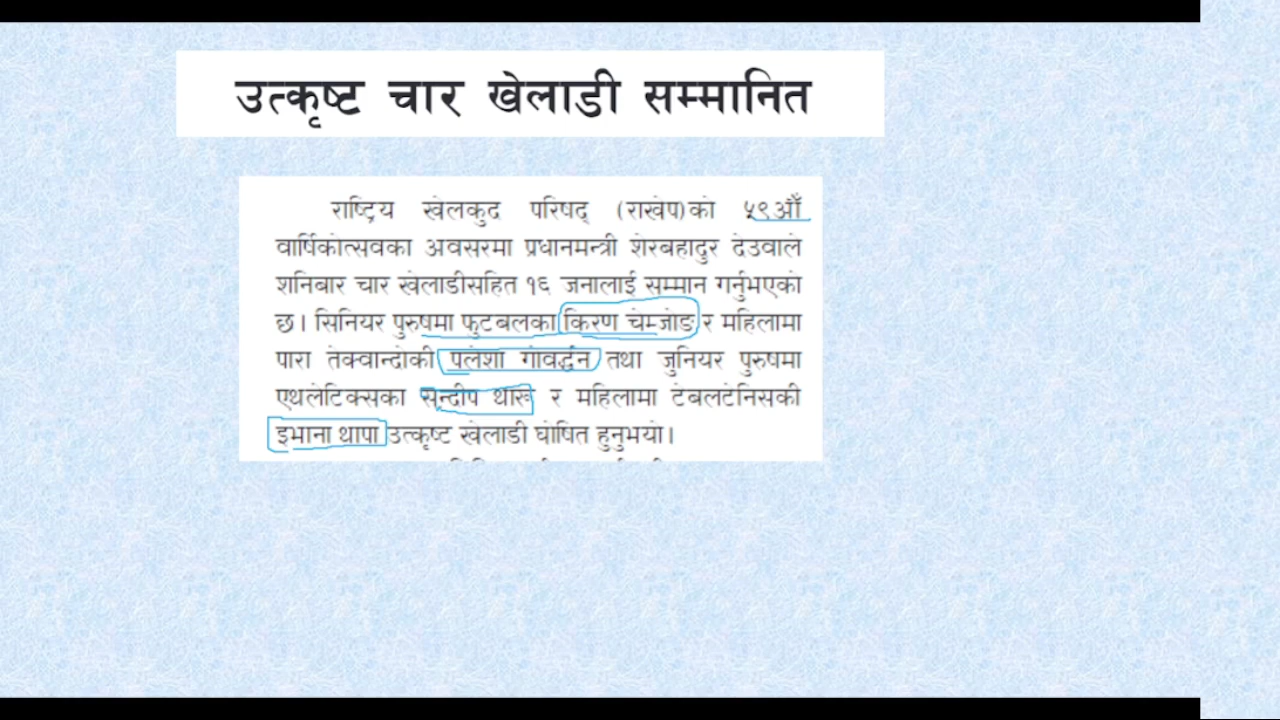 उत्कृष्ट चार खेलाडी सम्मानित
राष्ट्रिय खेलकुद परिषद् (राखेप)को ५९औँ
वार्षिकोत्सवका अवसरमा प्रधानमन्त्री शेरबहादुर देउवाले
शनिबार चार खेलाडीसहित १६ जनालाई सम्मान गर्नुभएको
छ। सिनियर पुरुषमा फुटबलका किरण चेम्जोङ र महिलामा
पारा तेक्वान्दोकी पलेशा गोवर्द्धन तथा जुनियर पुरुषमा
एथलेटिक्सका सन्दीप थारू र महिलामा टेबलटेनिसकी
इभाना थापा उत्कृष्ट खेलाडी घोषित हुनुभयो।